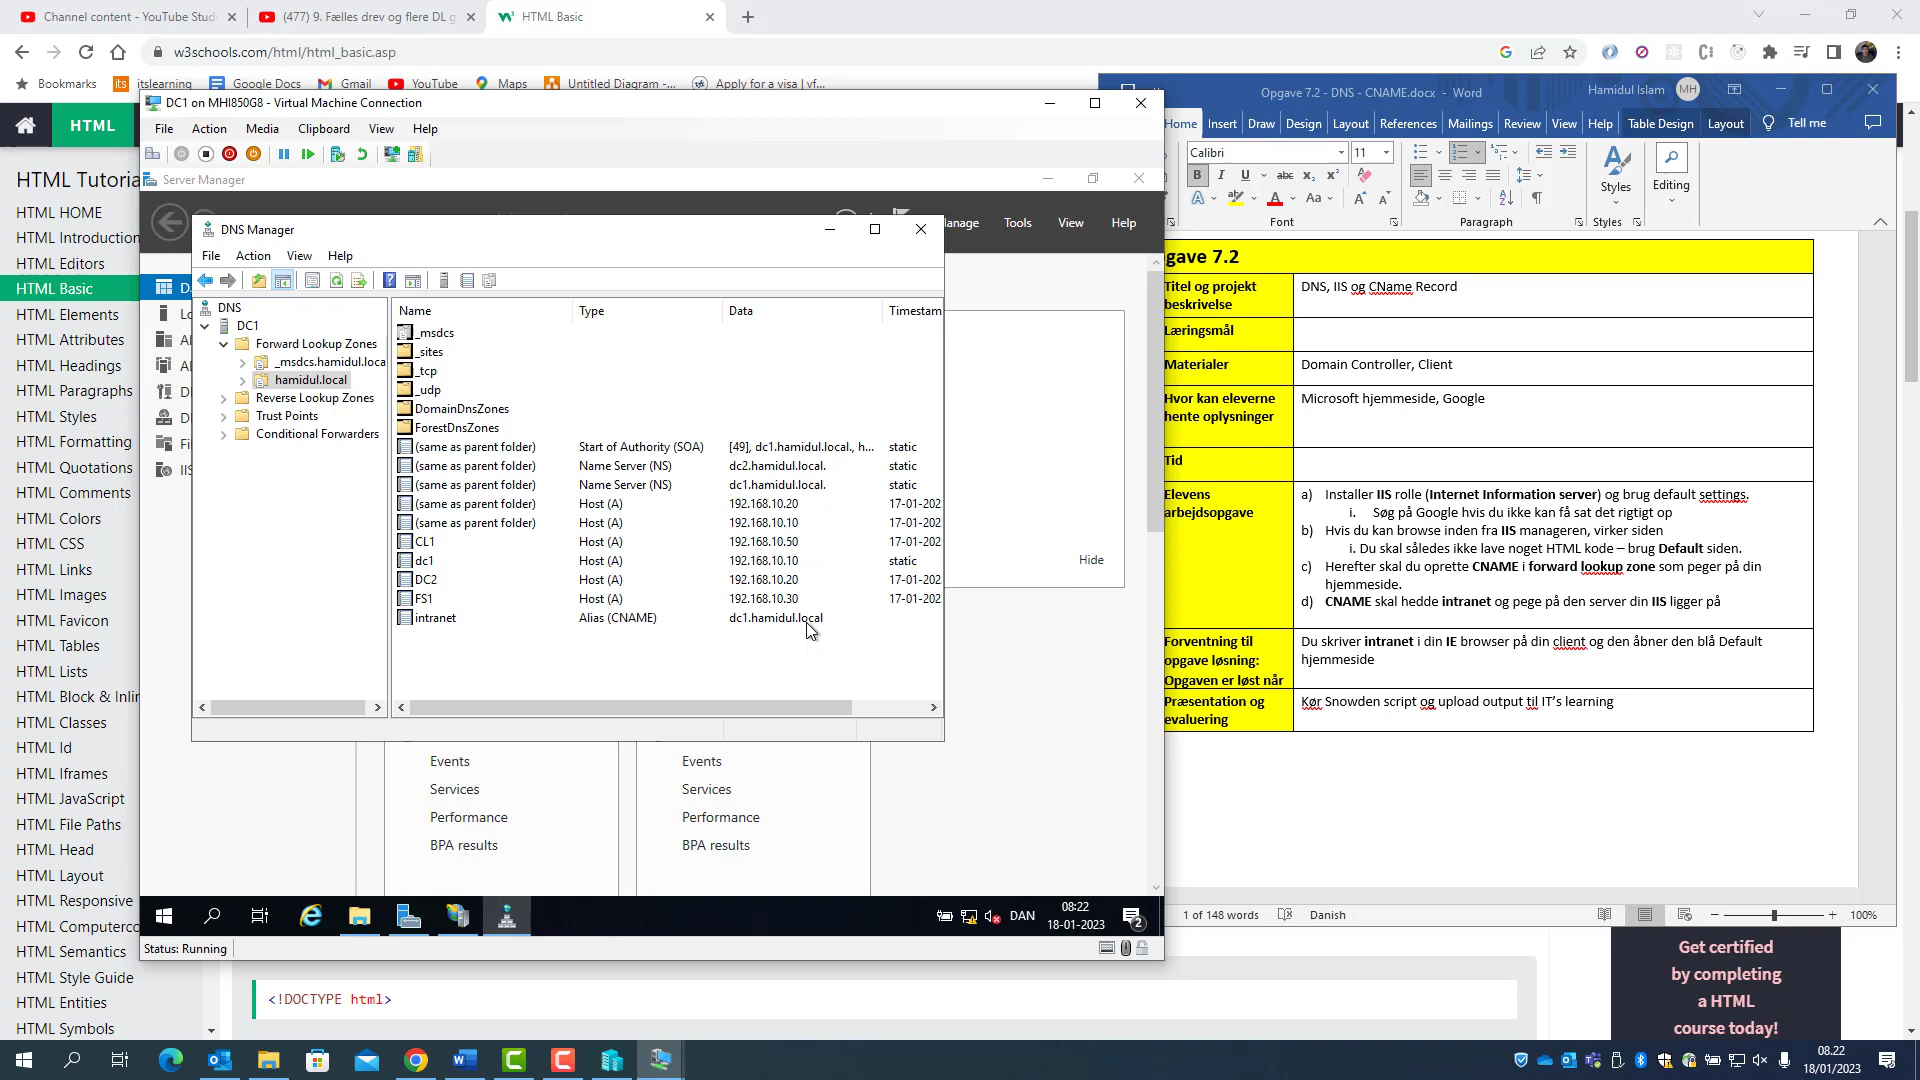 Channel content - YouTube Studi
(477) 9. Fælles drev og flere DL g
HTML Basic
w3schools.com/html/html_basic.asp
Bookmarks
itslearning
Google Docs
Gmail
YouTube
Maps
Untitled Diagram -...
Apply for a visa | vf...
HTML
HTML Tutoria
HTML HOME
HTML Introduction
HTML Editors
HTML Basic
HTML Elements
HTML Attributes
HTML Headings
HTML Paragraphs
HTML Styles
HTML Formatting
HTML Quotations
HTML Comments
HTML Colors
HTML CSS
HTML Links
HTML Images
HTML Favicon
HTML Tables
HTML Lists
HTML Block & Inlin
HTML Classes
HTML Id
HTML Iframes
HTML JavaScript
HTML File Paths
HTML Head
HTML Layout
HTML Responsive
HTML Computerco
HTML Semantics
HTML Style Guide
HTML Entities
HTML Symbols
DC1 on MHI850G8 - Virtual Machine Connection
File Action Media Clipboard View Help
Server Manager
anage Tools View Help
DNS Manager
File Action View Help
DNS
DC1
Forward Lookup Zones
_msdcs.hamidul.loca
hamidul.local
Reverse Lookup Zones
Trust Points
Conditional Forwarders
Name Type Data Timestam
_msdcs
_sites
_tcp
_udp
DomainDnsZones
ForestDnsZones
(same as parent folder) Start of Authority (SOA) [49], dc1.hamidul.local., h... static
(same as parent folder) Name Server (NS) dc2.hamidul.local. static
(same as parent folder) Name Server (NS) dc1.hamidul.local. static
(same as parent folder) Host (A) 192.168.10.20 17-01-202
(same as parent folder) Host (A) 192.168.10.10 17-01-202
CL1 Host (A) 192.168.10.50 17-01-202
dc1 Host (A) 192.168.10.10 static
DC2 Host (A) 192.168.10.20 17-01-202
FS1 Host (A) 192.168.10.30 17-01-202
intranet Alias (CNAME) dc1.hamidul.local
Hide
Events Events
Services Services
Performance Performance
BPA results BPA results
DAN
08:22
18-01-2023
2
Status: Running
Opgave 7.2 - DNS - CNAME.docx - Word
Hamidul Islam
MH
Home Insert Draw Design Layout References Mailings Review View Help Table Design Layout Tell me
Calibri 11
Styles
Editing
Font Paragraph Styles
gave 7.2
Titel og projekt
beskrivelse
DNS, IIS og CName Record
Læringsmål
Materialer
Domain Controller, Client
Hvor kan eleverne
hente oplysninger
Microsoft hjemmeside, Google
Tid
Elevens
arbejdsopgave
a) Installer IIS rolle (Internet Information server) og brug default settings.
i. Søg på Google hvis du ikke kan få sat det rigtigt op
b) Hvis du kan browse inden fra IIS manageren, virker siden
i. Du skal således ikke lave noget HTML kode – brug Default siden.
c) Herefter skal du oprette CNAME i forward lookup zone som peger på din
hjemmeside.
d) CNAME skal hedde intranet og pege på den server din IIS ligger på
Forventning til
opgave løsning:
Opgaven er løst når
Du skriver intranet i din IE browser på din client og den åbner den blå Default
hjemmeside
Præsentation og
evaluering
Kør Snowden script og upload output til IT's learning
1 of 148 words
Danish
100%
<!DOCTYPE html>
Get certified
by completing
a HTML
course today!
08.22
18/01/2023